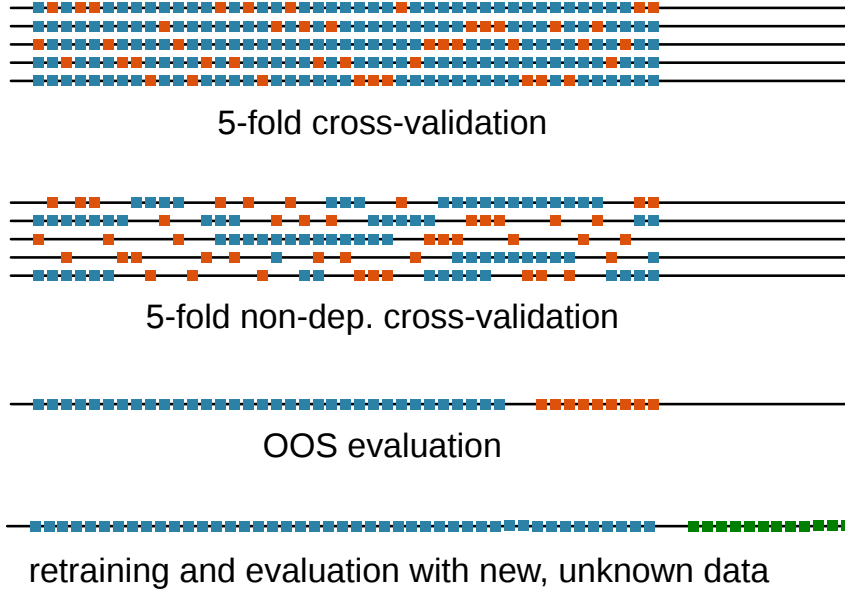 5-fold cross-validation
5-fold non-dep. cross-validation
OOS evaluation
retraining and evaluation with new, unknown data